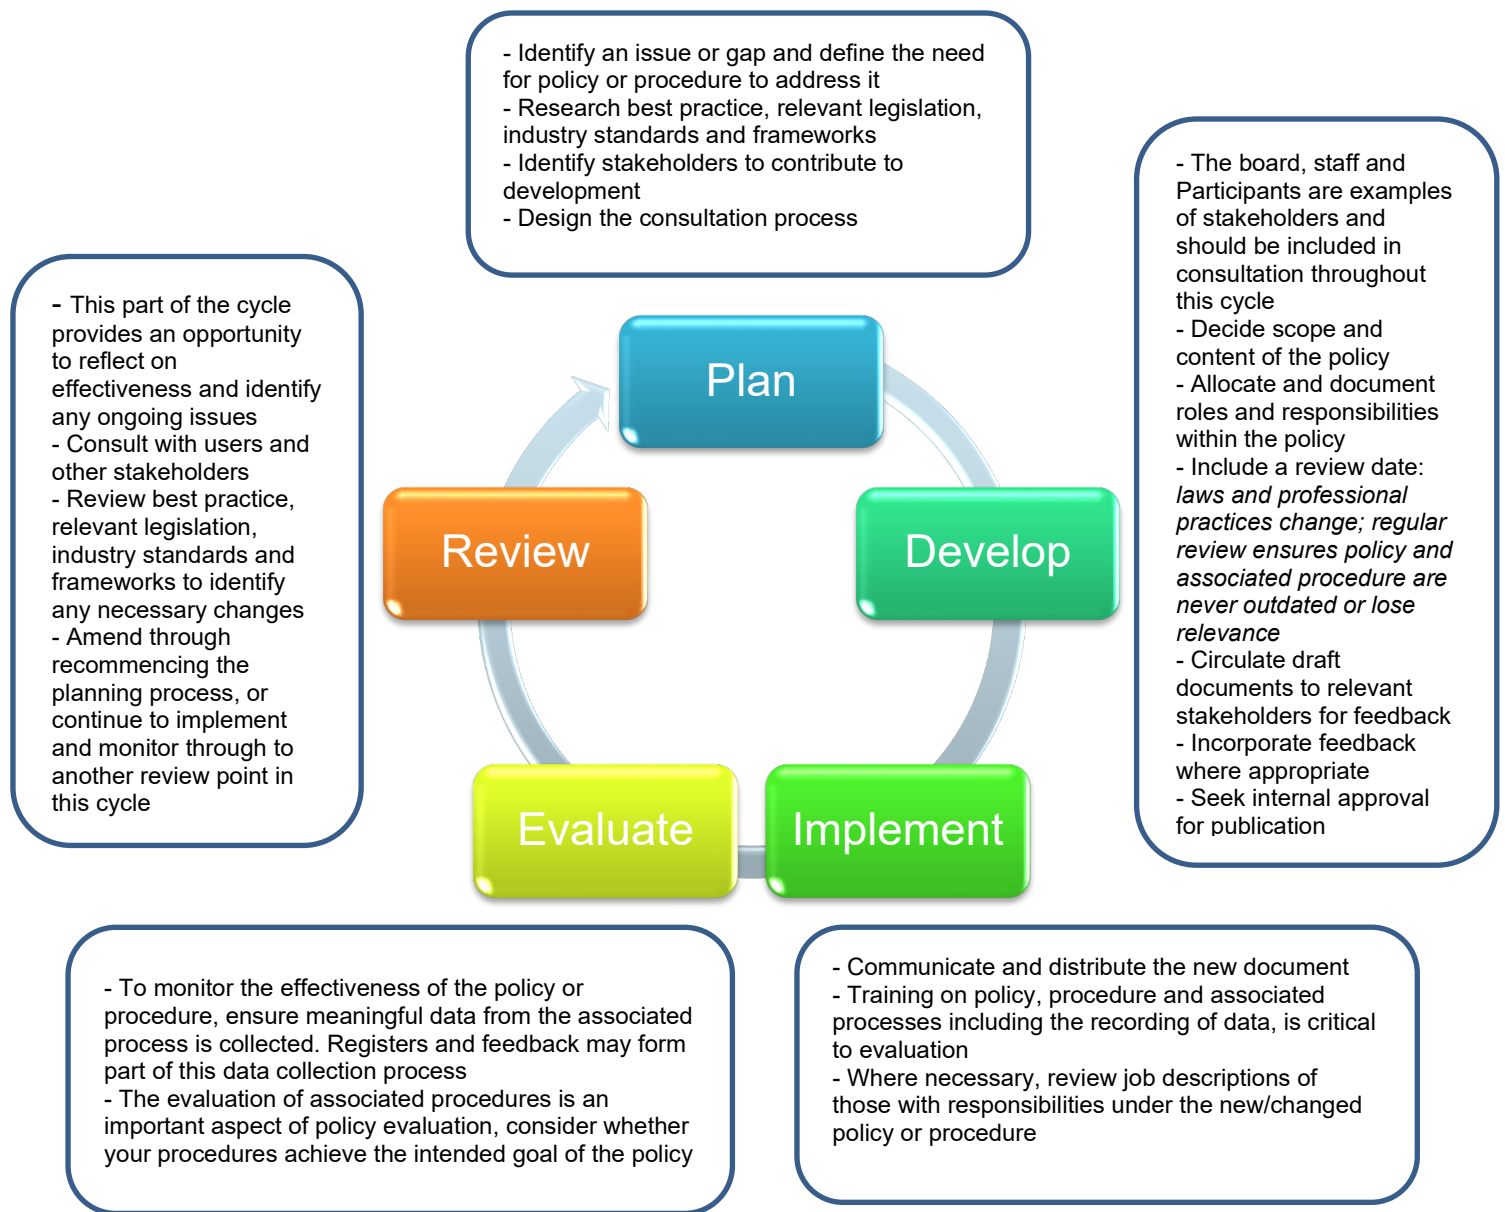 - Identify an issue or gap and define the need
for policy or procedure to address it
- Research best practice, relevant legislation,
industry standards and frameworks
- Identify stakeholders to contribute to
development
- Design the consultation process
Plan
- The board, staff and
Participants are examples
of stakeholders and
should be included in
consultation throughout
this cycle
- Decide scope and
content of the policy
- Allocate and document
roles and responsibilities
within the policy
- Include a review date:
laws and professional
practices change; regular
review ensures policy and
associated procedure are
never outdated or lose
relevance
- Circulate draft
documents to relevant
stakeholders for feedback
- Incorporate feedback
where appropriate
- Seek internal approval
for publication
Develop
Implement
- Communicate and distribute the new document
- Training on policy, procedure and associated
processes including the recording of data, is critical
to evaluation
- Where necessary, review job descriptions of
those with responsibilities under the new/changed
policy or procedure
Evaluate
- To monitor the effectiveness of the policy or
procedure, ensure meaningful data from the associated
process is collected. Registers and feedback may form
part of this data collection process
- The evaluation of associated procedures is an
important aspect of policy evaluation, consider whether
your procedures achieve the intended goal of the policy
Review
- This part of the cycle
provides an opportunity
to reflect on
effectiveness and identify
any ongoing issues
- Consult with users and
other stakeholders
- Review best practice,
relevant legislation,
industry standards and
frameworks to identify
any necessary changes
- Amend through
recommencing the
planning process, or
continue to implement
and monitor through to
another review point in
this cycle